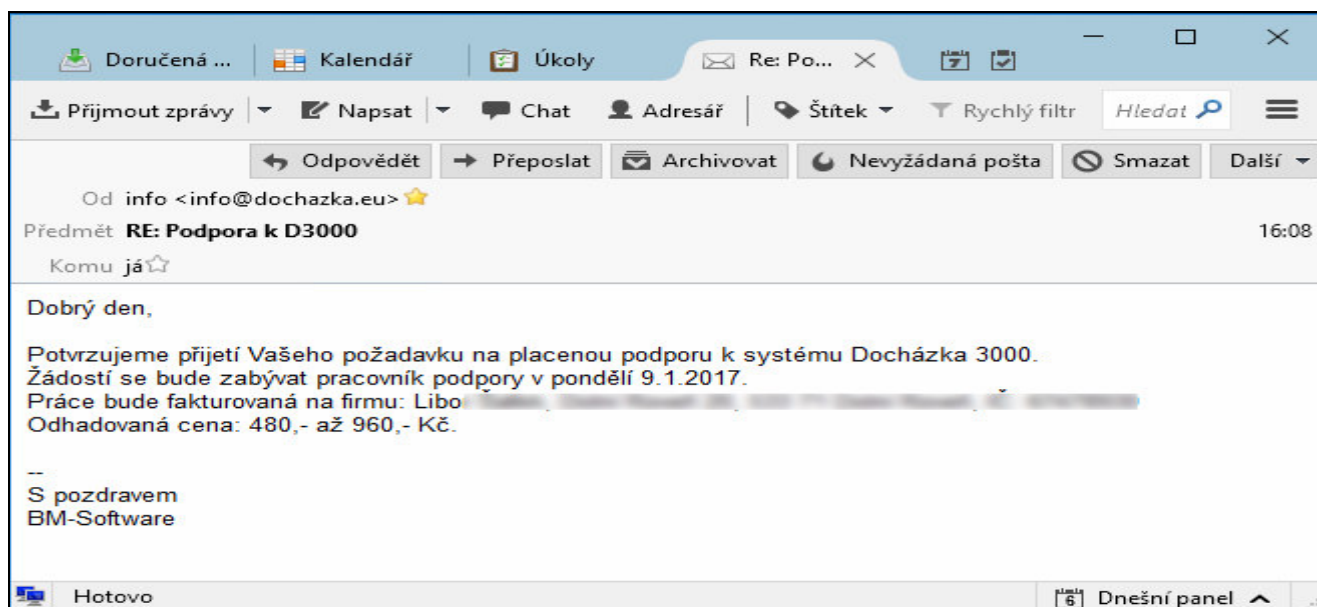 Doručená ... Kalendář Úkoly Re: Po...
7
Přijmout zprávy Napsat Chat Adresář Štítek Rychlý filtr Hledat
Odpovědět Přeposlat Archivovat Nevyžádaná pošta Smazat Další
Od info <info@dochazka.eu>
Předmět RE: Podpora k D3000 16:08
Komu já
Dobrý den,
Potvrzujeme přijetí Vašeho požadavku na placenou podporu k systému Docházka 3000.
Žádostí se bude zabývat pracovník podpory v pondělí 9.1.2017.
Práce bude fakturovaná na firmu: Libo
Odhadovaná cena: 480,- až 960,- Kč.
--
S pozdravem
BM-Software
Hotovo 6 Dnešní panel